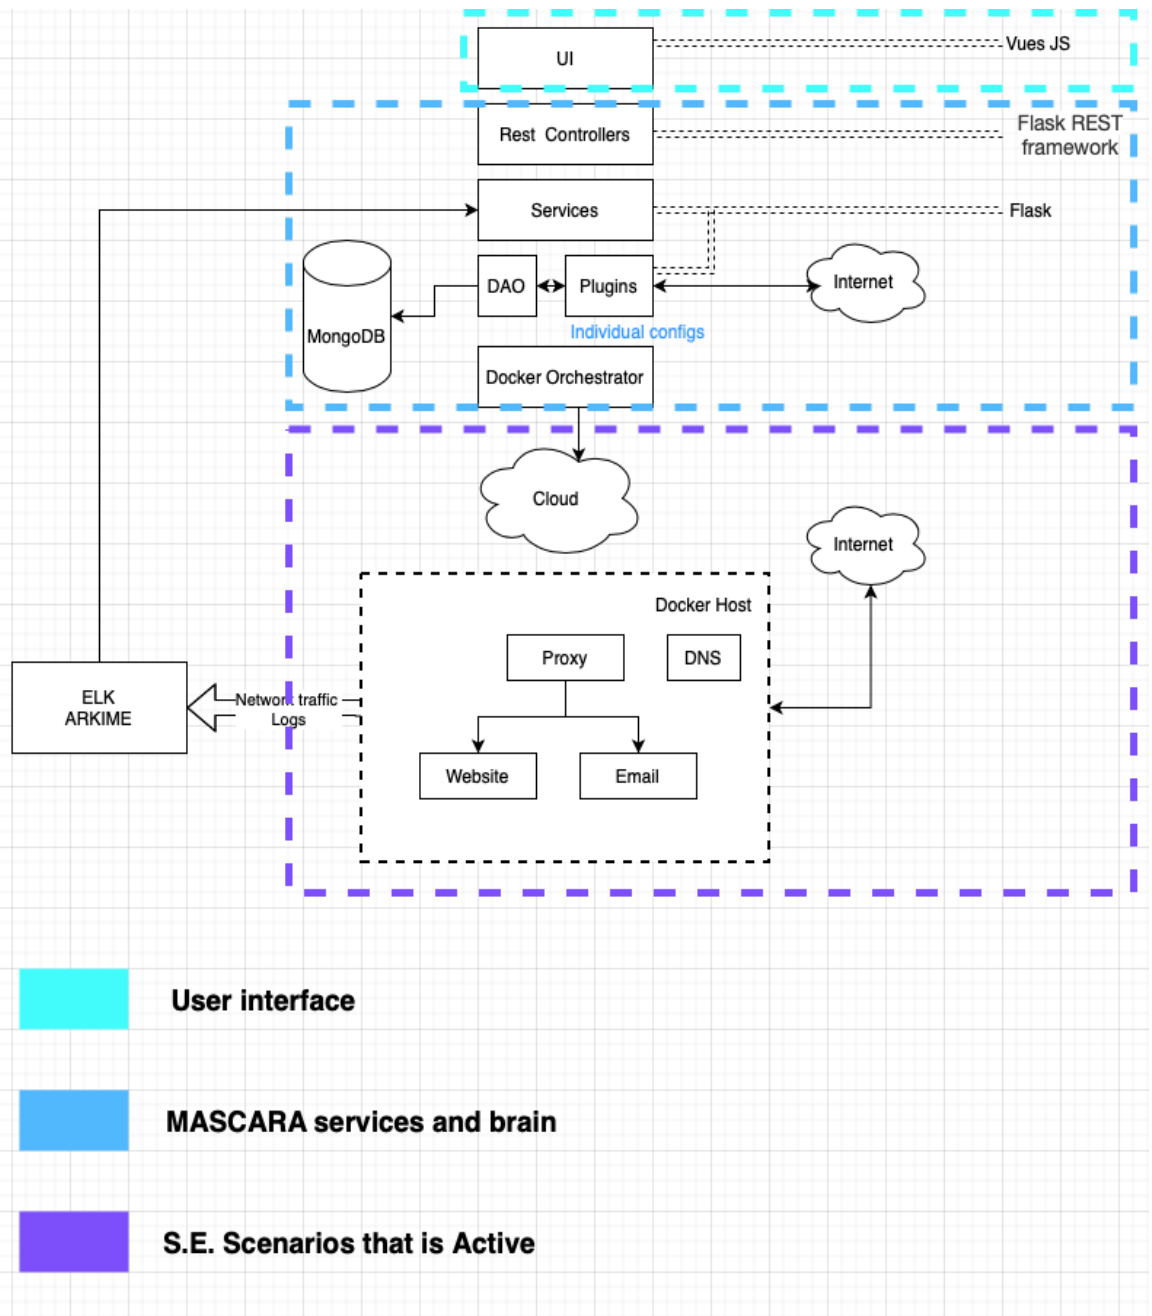 UI
Vues JS
Rest Controllers
Flask REST
framework
Services
Flask
MongoDB
DAO
Plugins
Internet
Individual configs
Docker Orchestrator
Cloud
Internet
Docker Host
Proxy
DNS
ELK
ARKIME
Network traffic
Logs
Website
Email
User interface
MASCARA services and brain
S.E. Scenarios that is Active